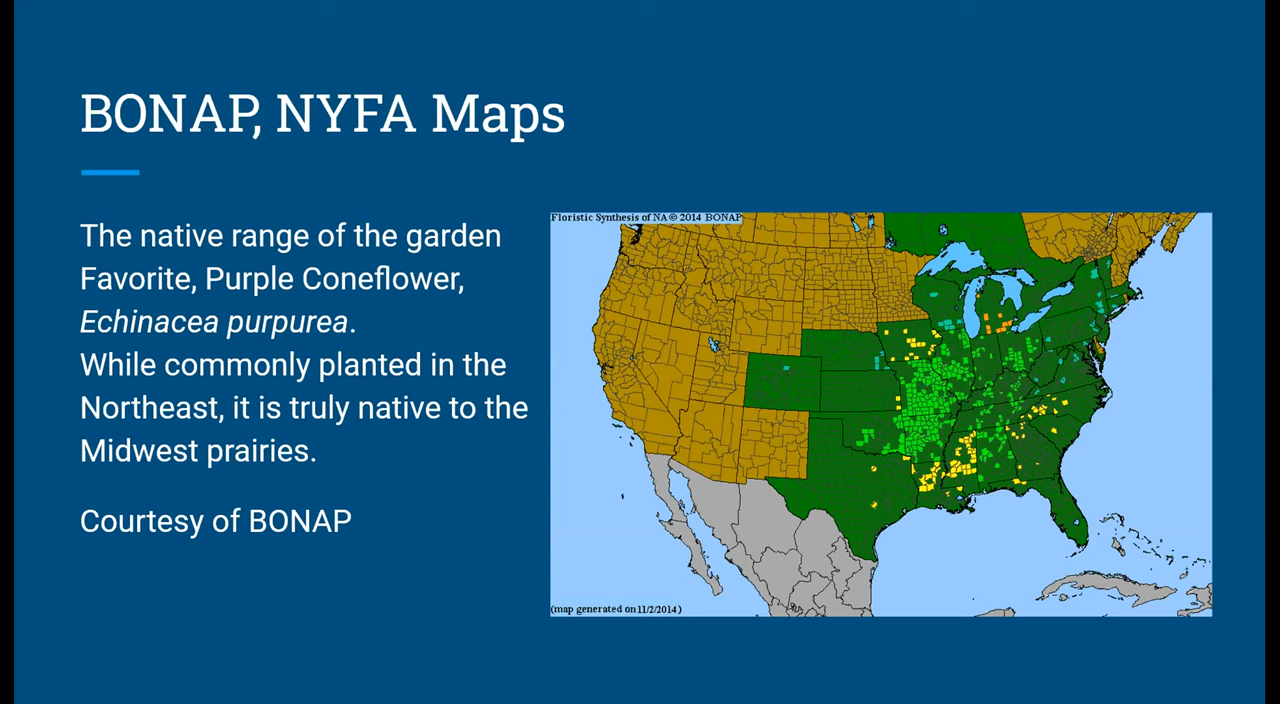 BONAP, NYFA Maps
The native range of the garden
Favorite, Purple Coneflower,
Echinacea purpurea.
While commonly planted in the
Northeast, it is truly native to the
Midwest prairies.
Courtesy of BONAP
Floristic Synthesis of NA © 2014 BONAP
(map generated on 11/2/2014)